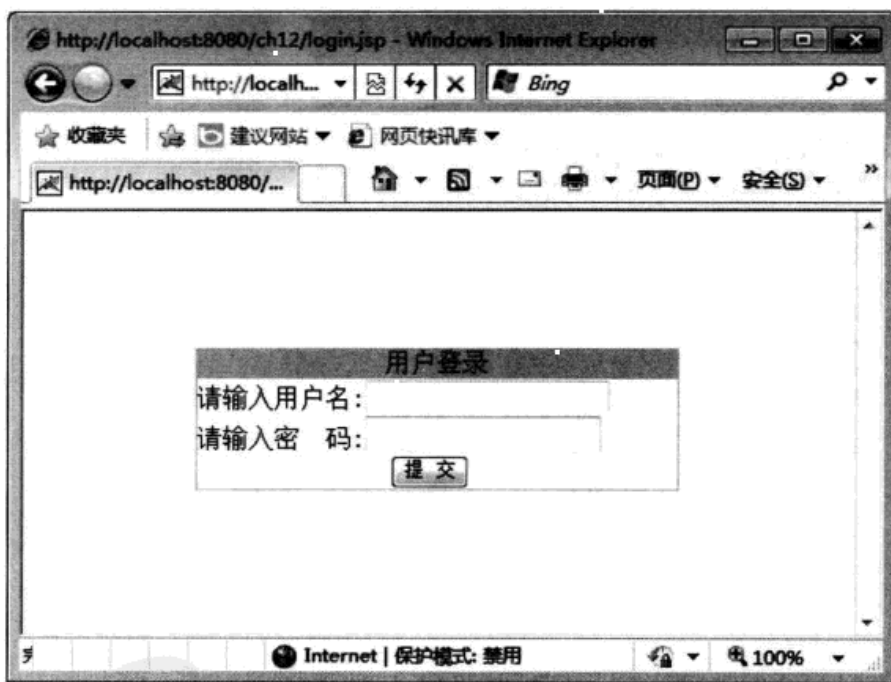 http://localhost:8080/ch12/login.jsp - Windows Internet Explorer
http://localh... Bing
收藏夹 建议网站 网页快讯库
http://localhost:8080/... 页面(P) 安全(S) »
用户登录
请输入用户名:
请输入密 码:
提 交
Internet | 保护模式: 禁用 100%